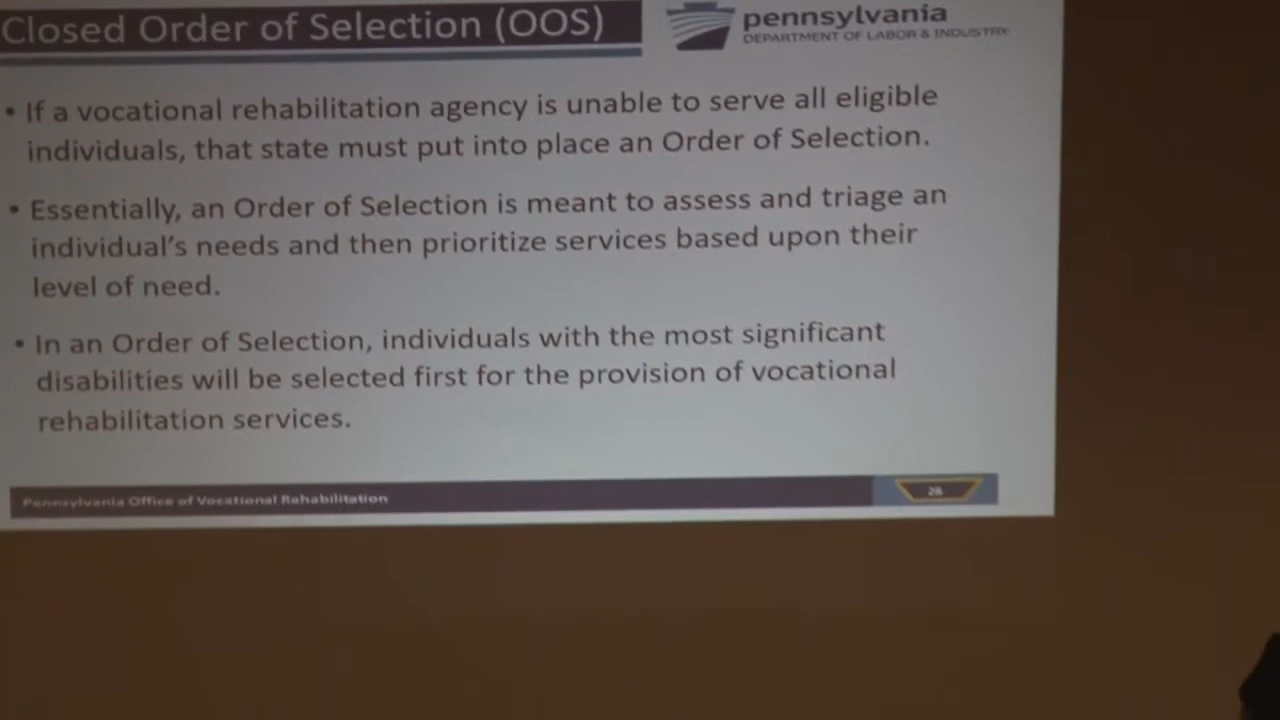 Closed Order of Selection (OOS)
pennsylvania
DEPARTMENT OF LABOR & INDUSTRY
• If a vocational rehabilitation agency is unable to serve all eligible
individuals, that state must put into place an Order of Selection.
• Essentially, an Order of Selection is meant to assess and triage an
individual's needs and then prioritize services based upon their
level of need.
• In an Order of Selection, individuals with the most significant
disabilities will be selected first for the provision of vocational
rehabilitation services.
Pennsylvania Office of Vocational Rehabilitation